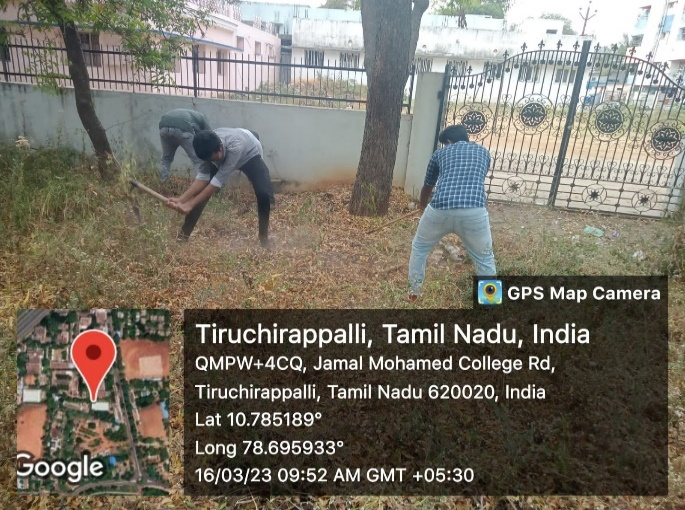 GPS Map Camera
Tiruchirappalli, Tamil Nadu, India
QMPW+4CQ, Jamal Mohamed College Rd,
Tiruchirappalli, Tamil Nadu 620020, India
Lat 10.785189°
Long 78.695933°
16/03/23 09:52 AM GMT +05:30
Google